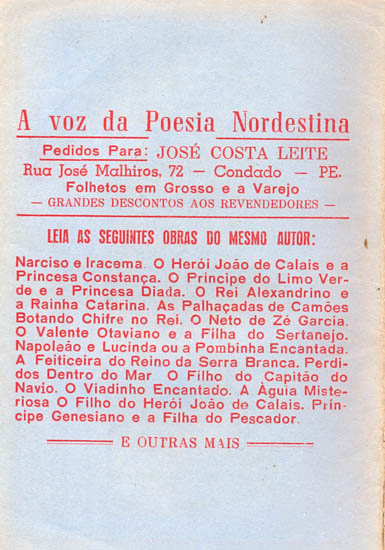 A voz da Poesia Nordestina
Pedidos Para: JOSÉ COSTA LEITE
Rua José Malhiros, 72 — Condado — PE.
Folhetos em Grosso e a Varejo
— GRANDES DESCONTOS AOS REVENDEDORES —
LEIA AS SEGUINTES OBRAS DO MESMO AUTOR:
Narciso e Iracema. O Herói João de Calais e a
Princesa Constança. O Principe do Limo Ver-
de e a Princesa Diada. O Rei Alexandrino e
a Rainha Catarina. As Palhaçadas de Camões
Botando Chifre no Rei. O Neto de Zé Garcia.
O Valente Otaviano e a Filha do Sertanejo.
Napoleão e Lucinda ou a Pombinha Encantada.
A Feiticeira do Reino da Serra Branca. Perdi-
dos Dentro do Mar O Filho do Capitão do
Navio. O Viadinho Encantado. A Águia Miste-
riosa O Filho do Herói João de Calais. Prín-
cipe Genesiano e a Filha do Pescador.
— E OUTRAS MAIS —